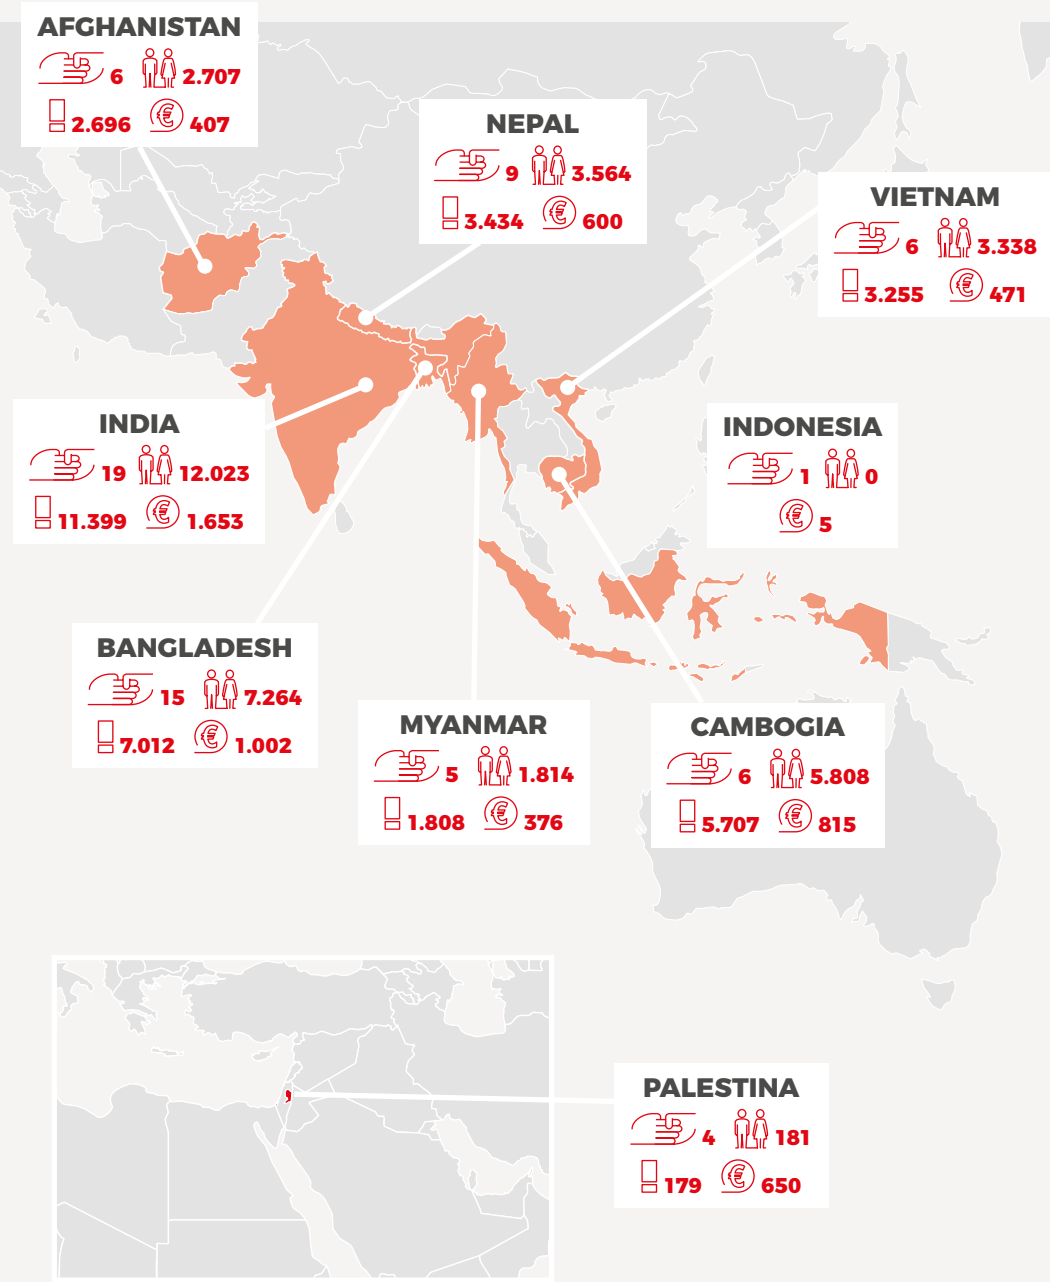 AFGHANISTAN
6 2.707
2.696 407
NEPAL
9 3.564
3.434 600
VIETNAM
6 3.338
3.255 471
INDIA
19 12.023
11.399 1.653
INDONESIA
1 0
5
BANGLADESH
15 7.264
7.012 1.002
MYANMAR
5 1.814
1.808 376
CAMBOGIA
6 5.808
5.707 815
PALESTINA
4 181
179 650